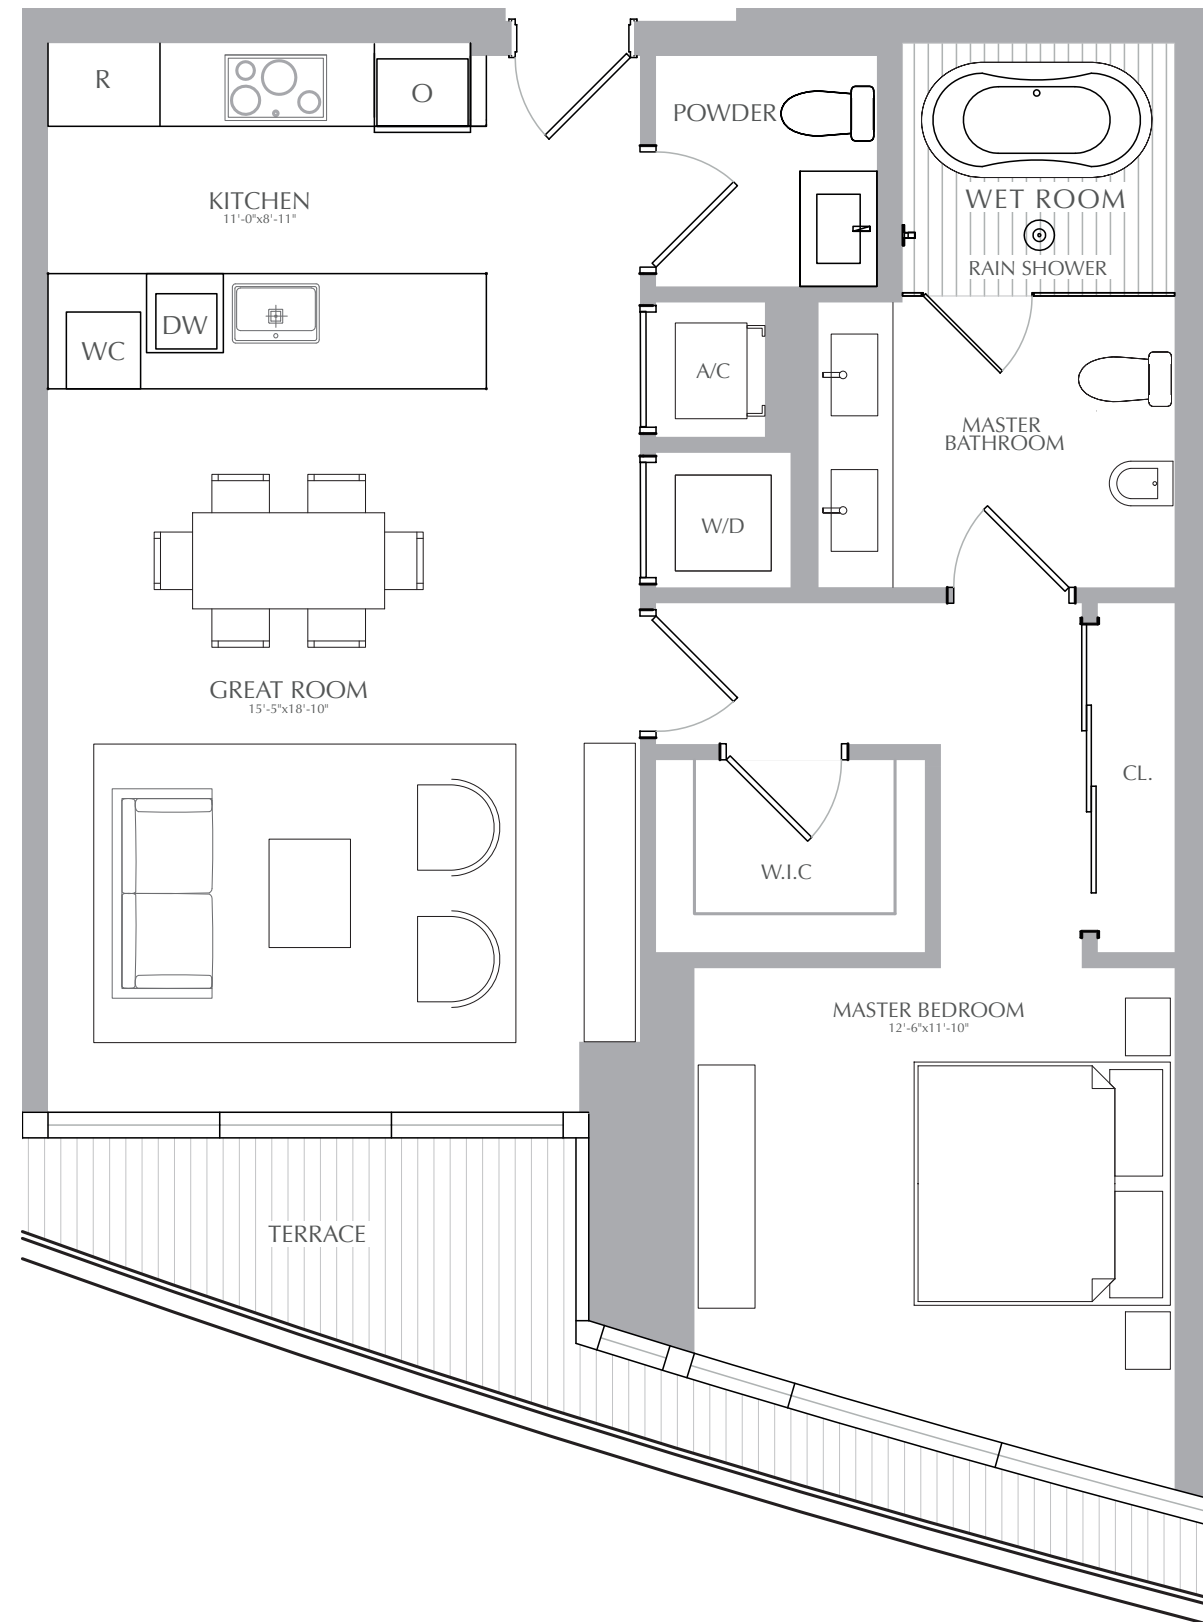 R
O
POWDER
KITCHEN
11'-0"x8'-11"
WET ROOM
RAIN SHOWER
DW
WC
A/C
MASTER
BATHROOM
W/D
GREAT ROOM
15'-5"x18'-10"
CL.
W.I.C
MASTER BEDROOM
12'-6"x11'-10"
TERRACE